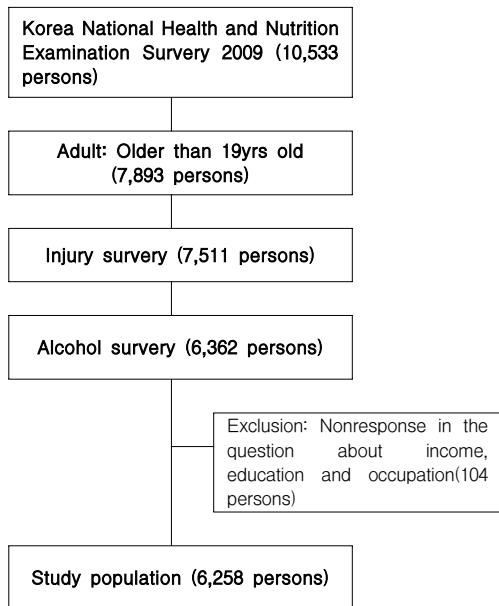 Korea National Health and Nutrition
Examination Survery 2009 (10,533
persons)
Adult: Older than 19yrs old
(7,893 persons)
Injury survery (7,511 persons)
Alcohol survery (6,362 persons)
Exclusion: Nonresponse in the
question about income,
education and occupation(104
persons)
Study population (6,258 persons)